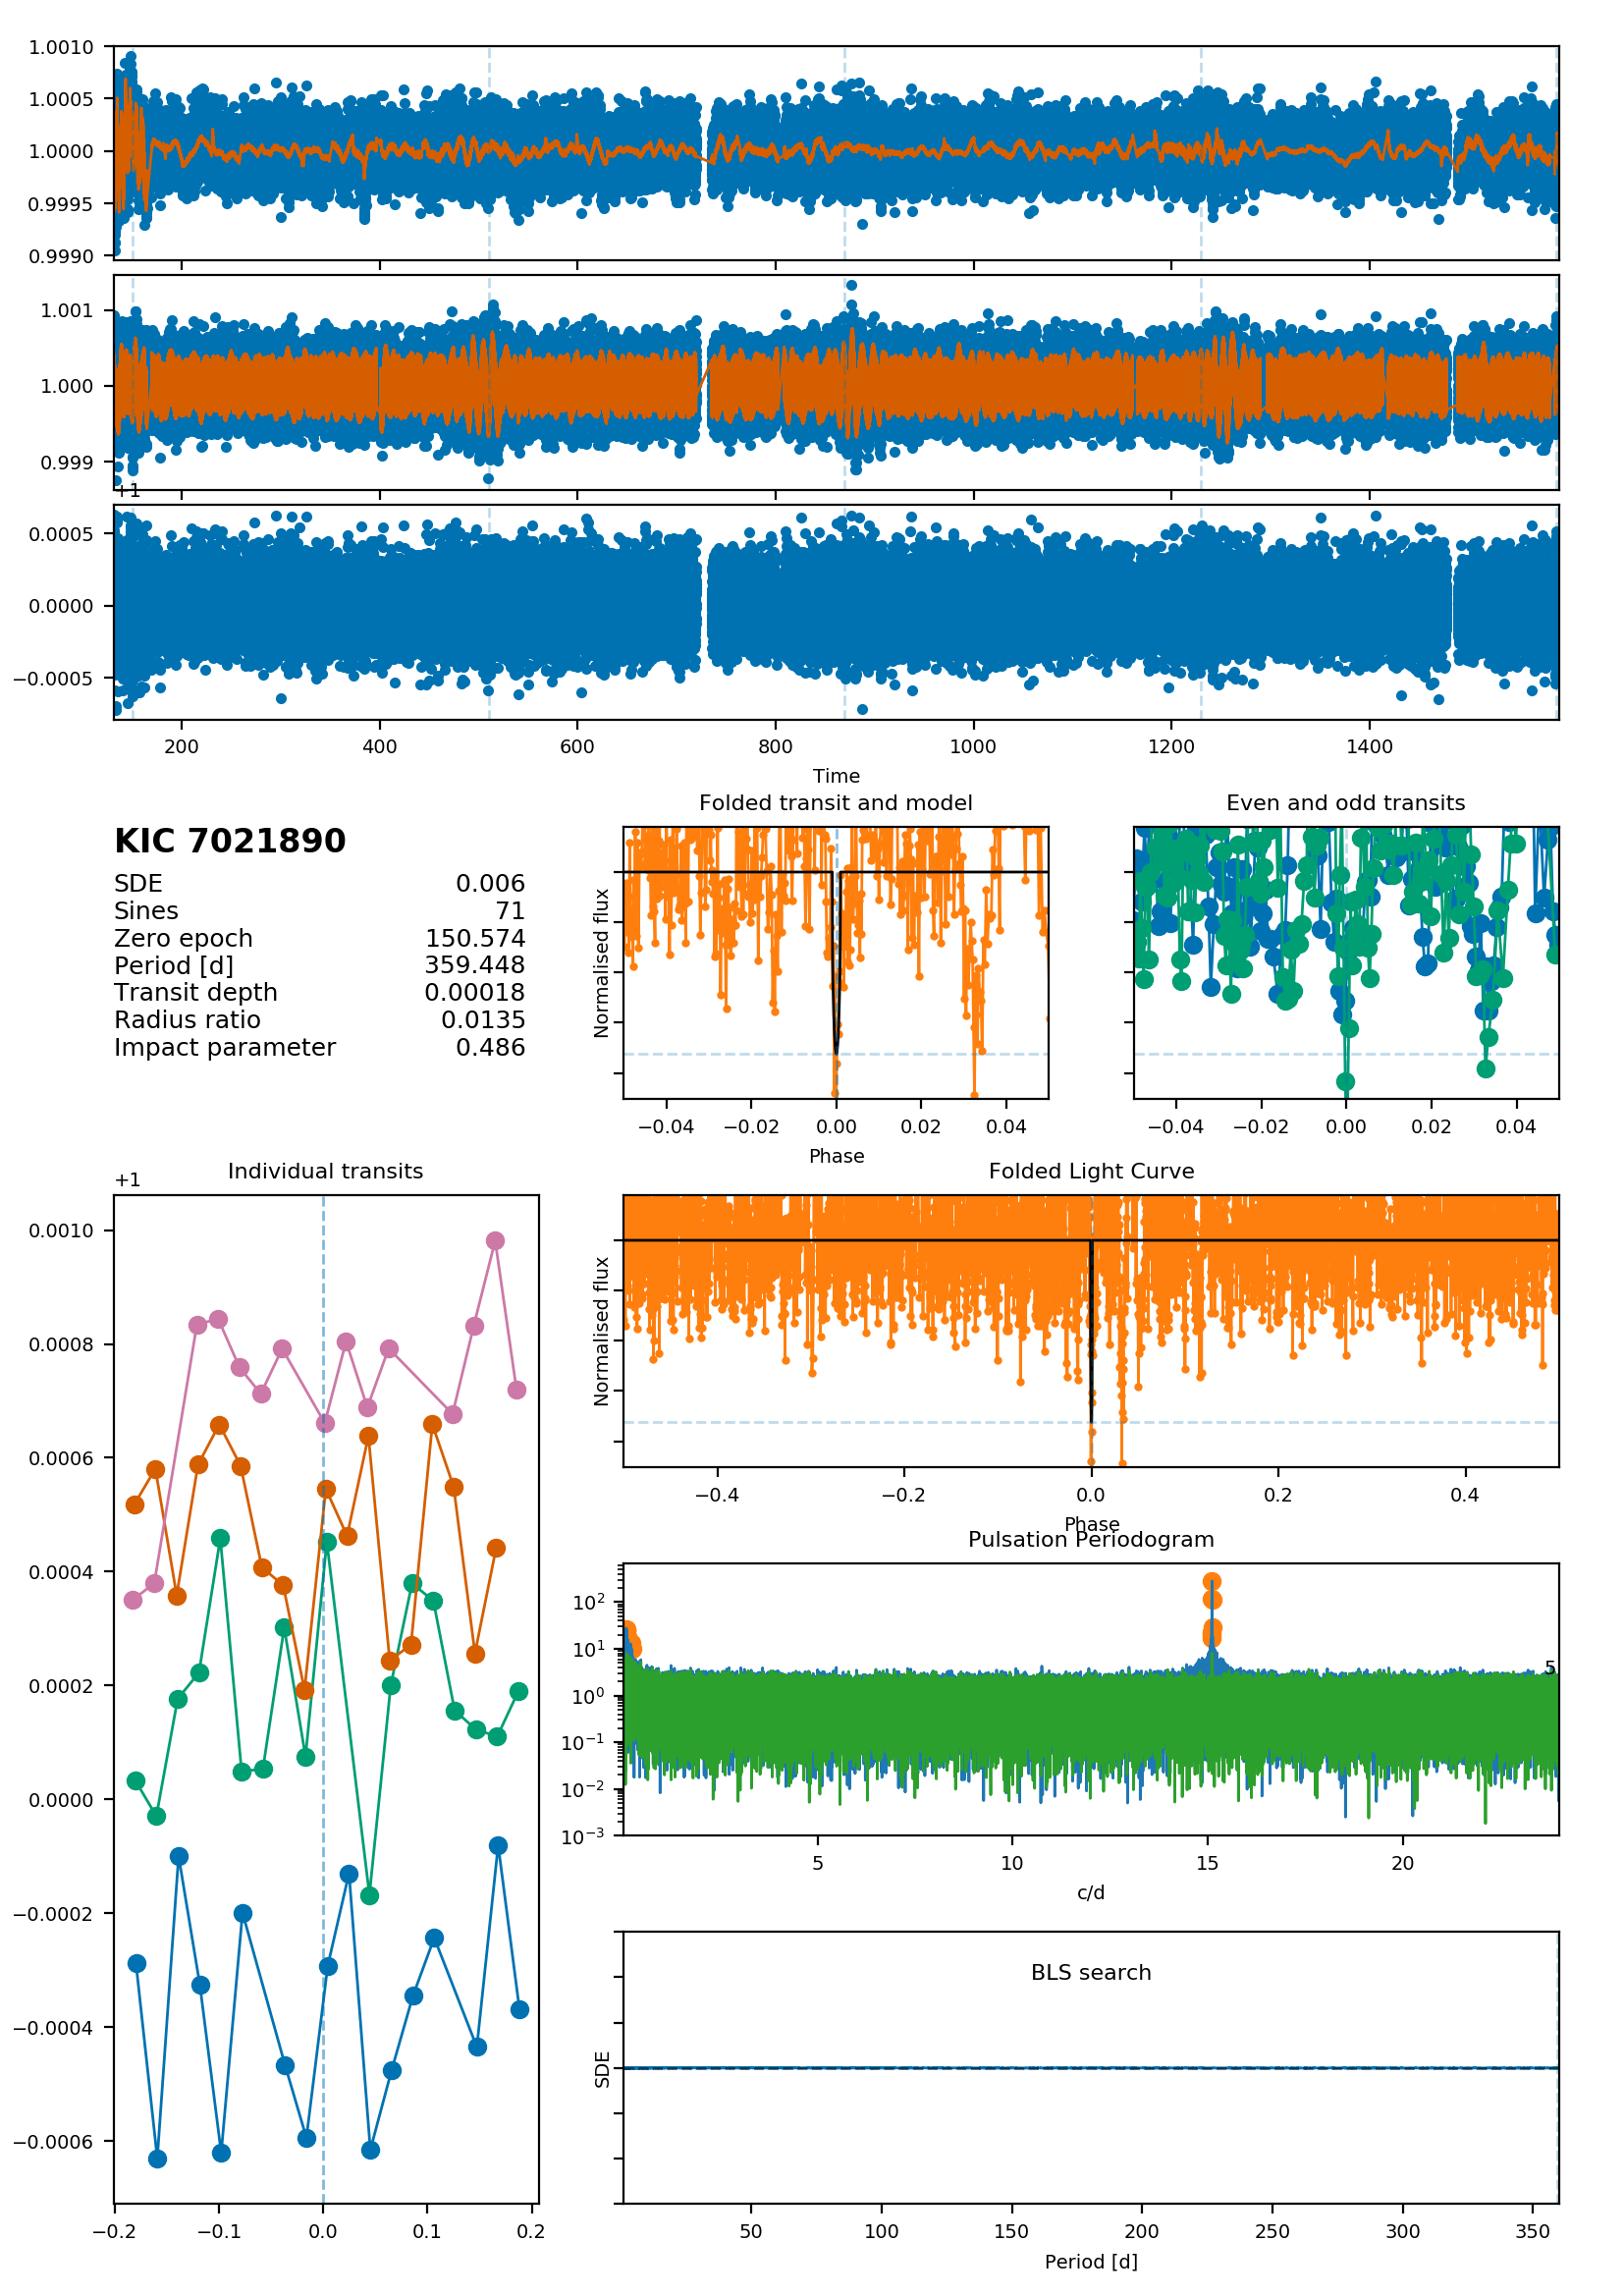 1.0010
1.0005
1.0000
0.9995
0.9990
1.001
1.000
0.999
+1
0.0005
0.0000
−0.0005
200 400 600 800 1000 1200 1400
Time
KIC 7021890
SDE 0.006
Sines 71
Zero epoch 150.574
Period [d] 359.448
Transit depth 0.00018
Radius ratio 0.0135
Impact parameter 0.486
Folded transit and model
Normalised flux
−0.04 −0.02 0.00 0.02 0.04
Phase
Even and odd transits
−0.04 −0.02 0.00 0.02 0.04
Individual transits
+1
0.0010
0.0008
0.0006
0.0004
0.0002
0.0000
−0.0002
−0.0004
−0.0006
−0.2 −0.1 0.0 0.1 0.2
Folded Light Curve
Normalised flux
−0.4 −0.2 0.0 0.2 0.4
Phase
Pulsation Periodogram
10²
10¹
10⁰
10⁻¹
10⁻²
10⁻³
5
5 10 15 20
c/d
BLS search
SDE
50 100 150 200 250 300 350
Period [d]